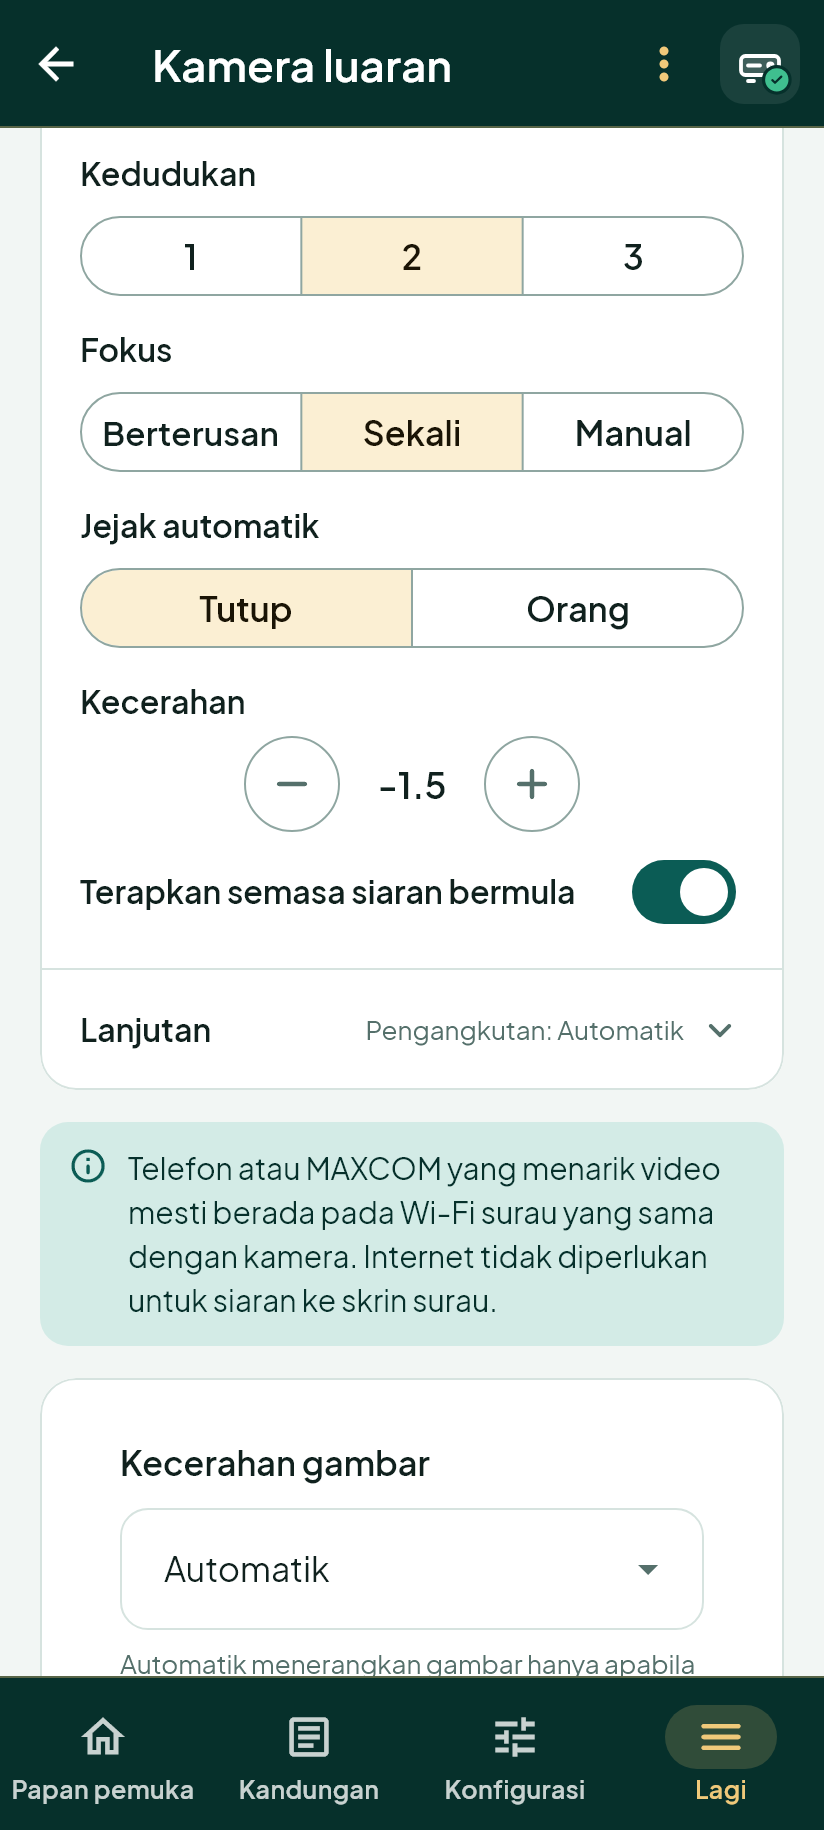 Kamera luaran
Kedudukan
1
2
3
Fokus
Berterusan
Sekali
Manual
Jejak automatik
Tutup
Orang
Kecerahan
-1.5
Terapkan semasa siaran bermula
Lanjutan
Pengangkutan: Automatik
Telefon atau MAXCOM yang menarik video
mesti berada pada Wi-Fi surau yang sama
dengan kamera. Internet tidak diperlukan
untuk siaran ke skrin surau.
Kecerahan gambar
Automatik
Automatik menerangkan gambar hanya apabila
Papan pemuka
Kandungan
Konfigurasi
Lagi